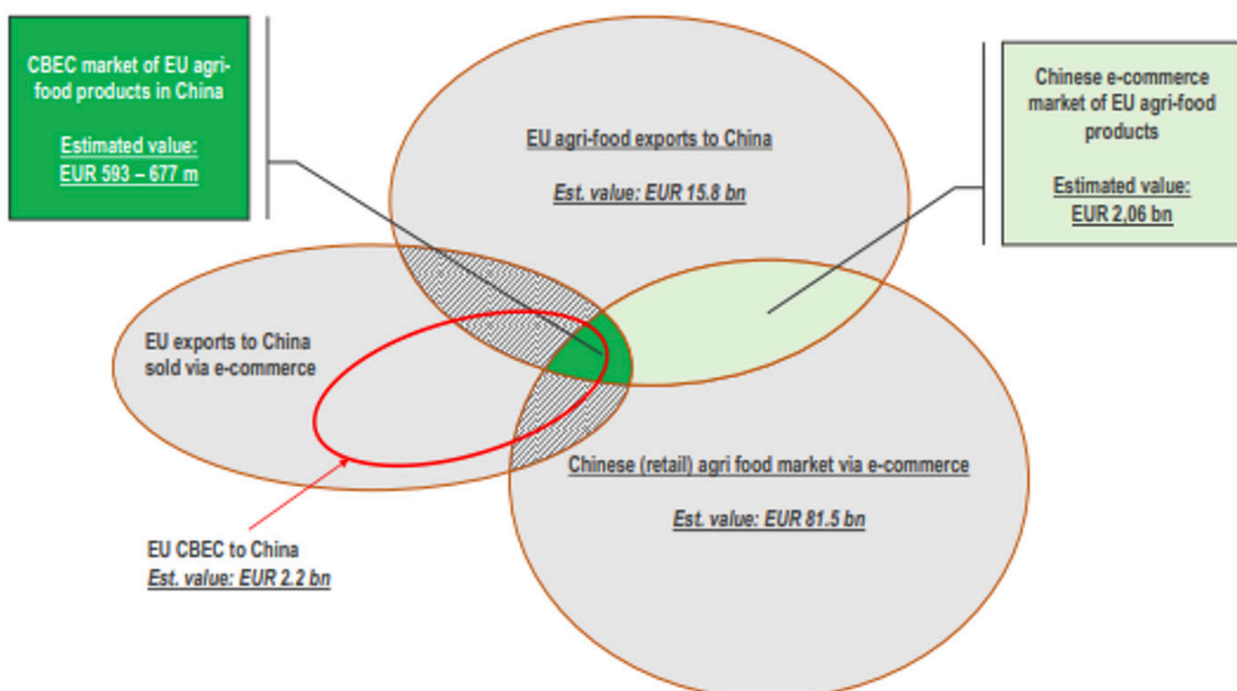 CBEC market of EU agri-
food products in China
Estimated value:
EUR 593 – 677 m
EU agri-food exports to China
Est. value: EUR 15.8 bn
Chinese e-commerce
market of EU agri-food
products
Estimated value:
EUR 2,06 bn
EU exports to China
sold via e-commerce
Chinese (retail) agri food market via e-commerce
Est. value: EUR 81.5 bn
EU CBEC to China
Est. value: EUR 2.2 bn